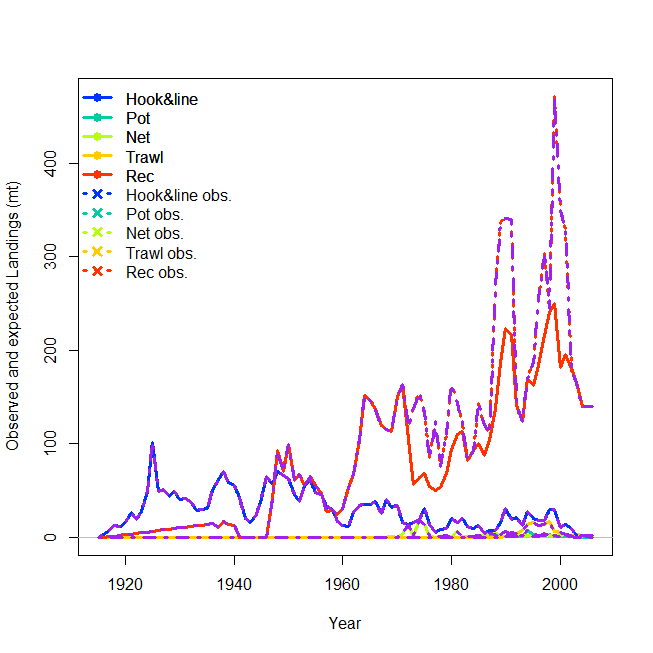 Hook&line
Pot
Net
Trawl
Rec
Hook&line obs.
Pot obs.
Net obs.
Trawl obs.
Rec obs.
Observed and expected Landings (mt)
400
300
200
100
0
1920 1940 1960 1980 2000
Year